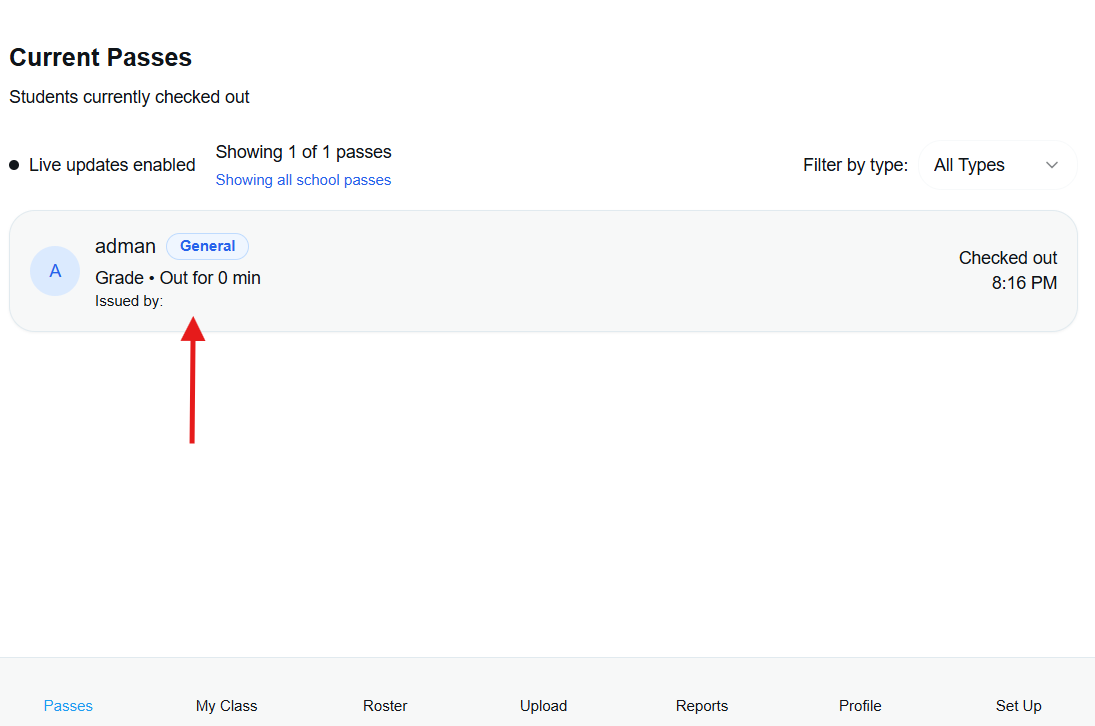 Current Passes
Students currently checked out
Live updates enabled
Showing 1 of 1 passes
Showing all school passes
Filter by type:
All Types
A
adman
General
Grade • Out for 0 min
Issued by:
Checked out
8:16 PM
Passes
My Class
Roster
Upload
Reports
Profile
Set Up